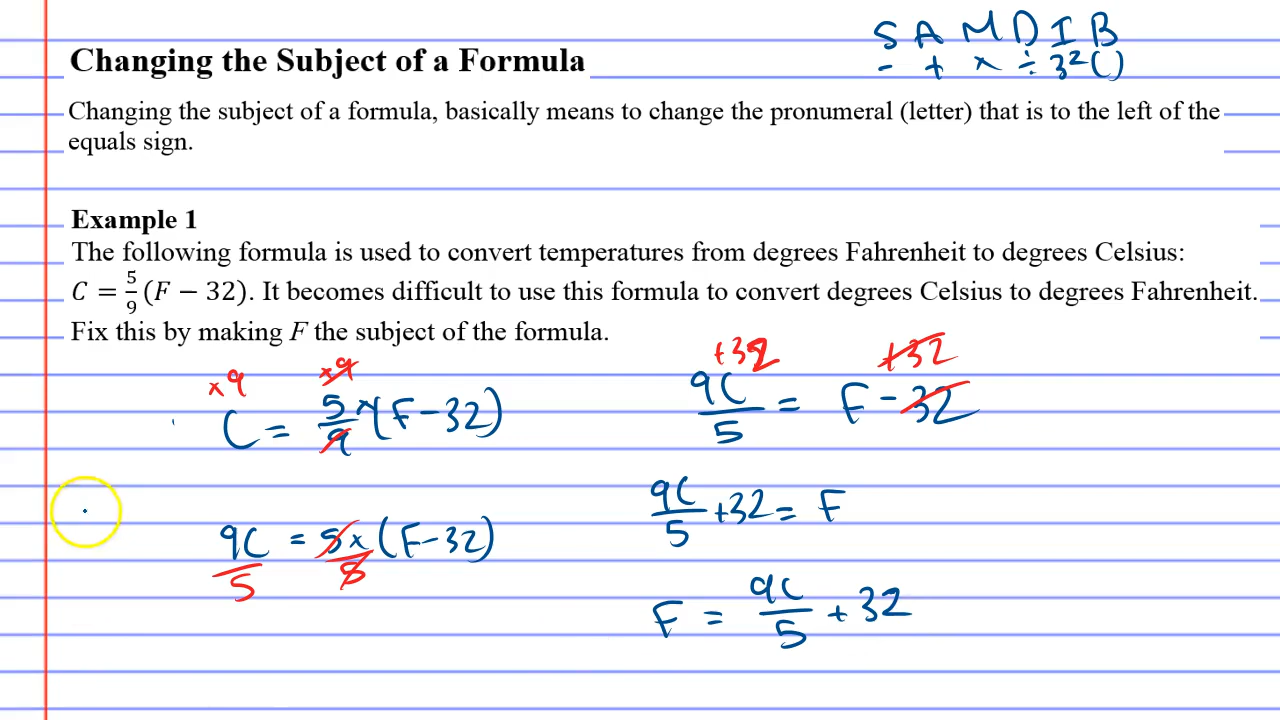 S A M D I B
- + × ÷ 3² ( )
Changing the Subject of a Formula
Changing the subject of a formula, basically means to change the pronumeral (letter) that is to the left of the
equals sign.
Example 1
The following formula is used to convert temperatures from degrees Fahrenheit to degrees Celsius:
C = 5/9 (F − 32). It becomes difficult to use this formula to convert degrees Celsius to degrees Fahrenheit.
Fix this by making F the subject of the formula.
×9 ×9
C = 5/9 × (F - 32)
9C/5 = 5×/5 (F - 32)
+32 +32
9C/5 = F - 32
9C/5 + 32 = F
F = 9C/5 + 32